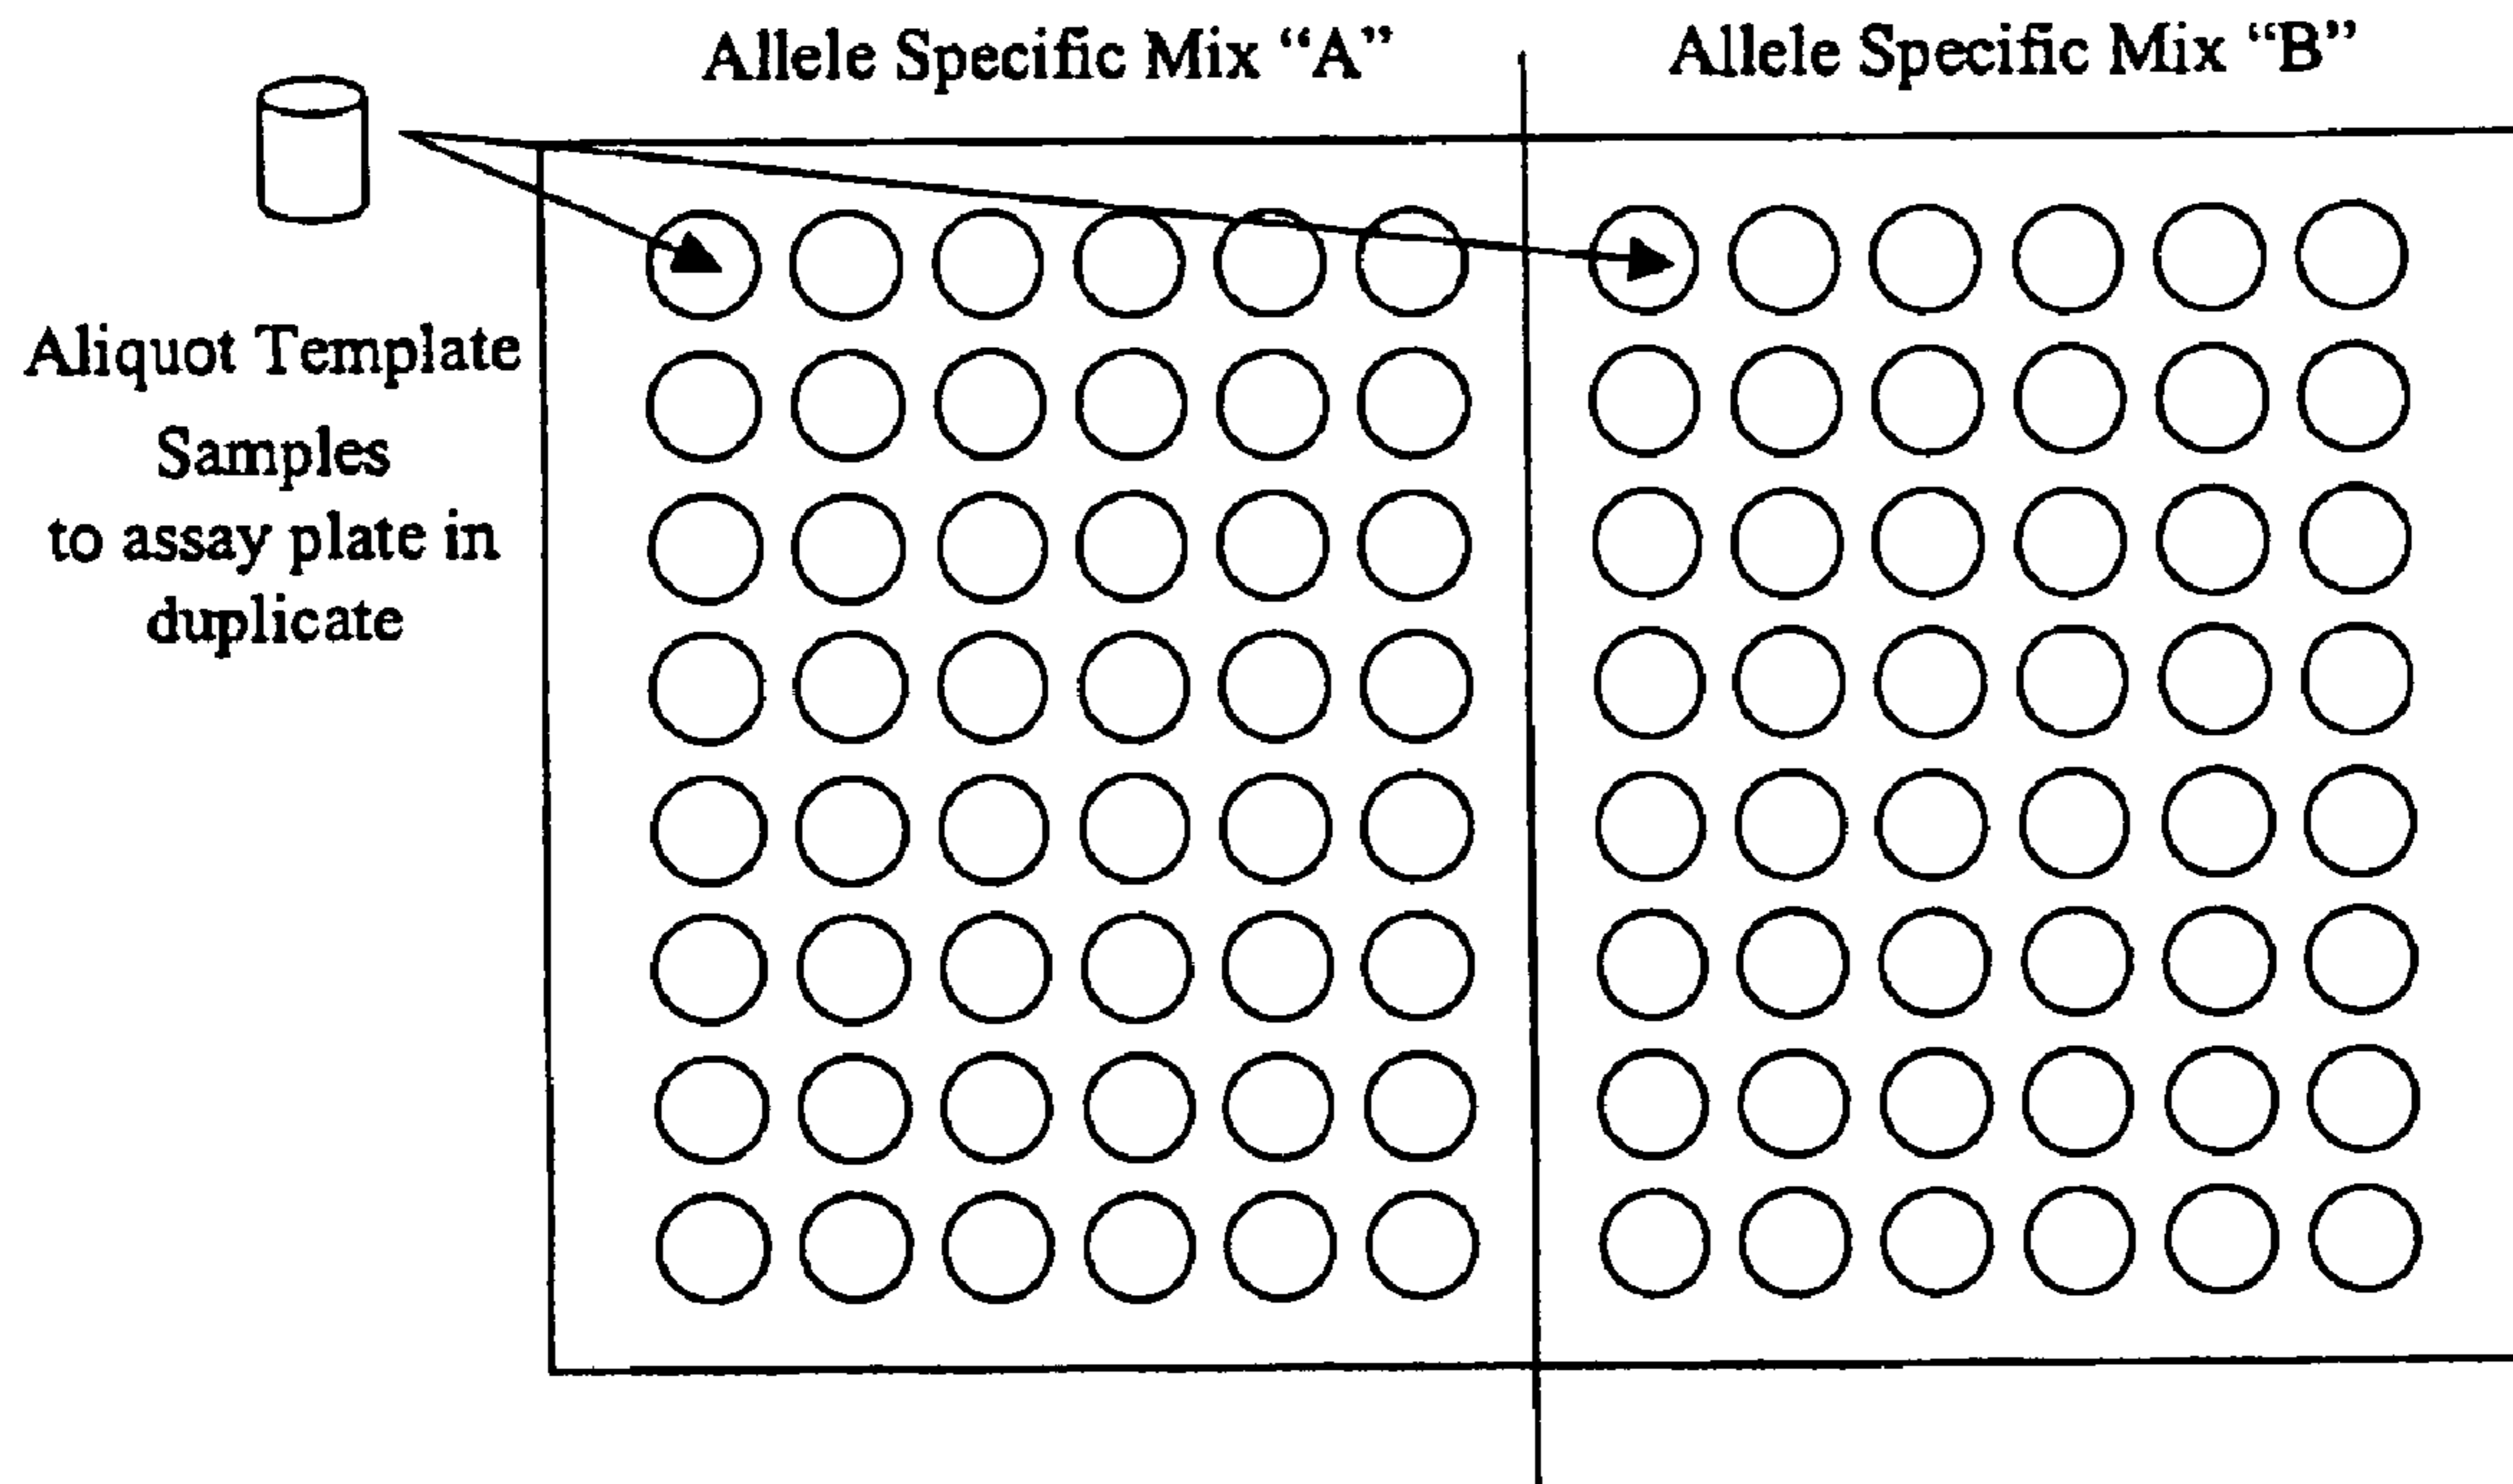 Allele Specific Mix “A”
Allele Specific Mix “B”
Aliquot Template
Samples
to assay plate in
duplicate